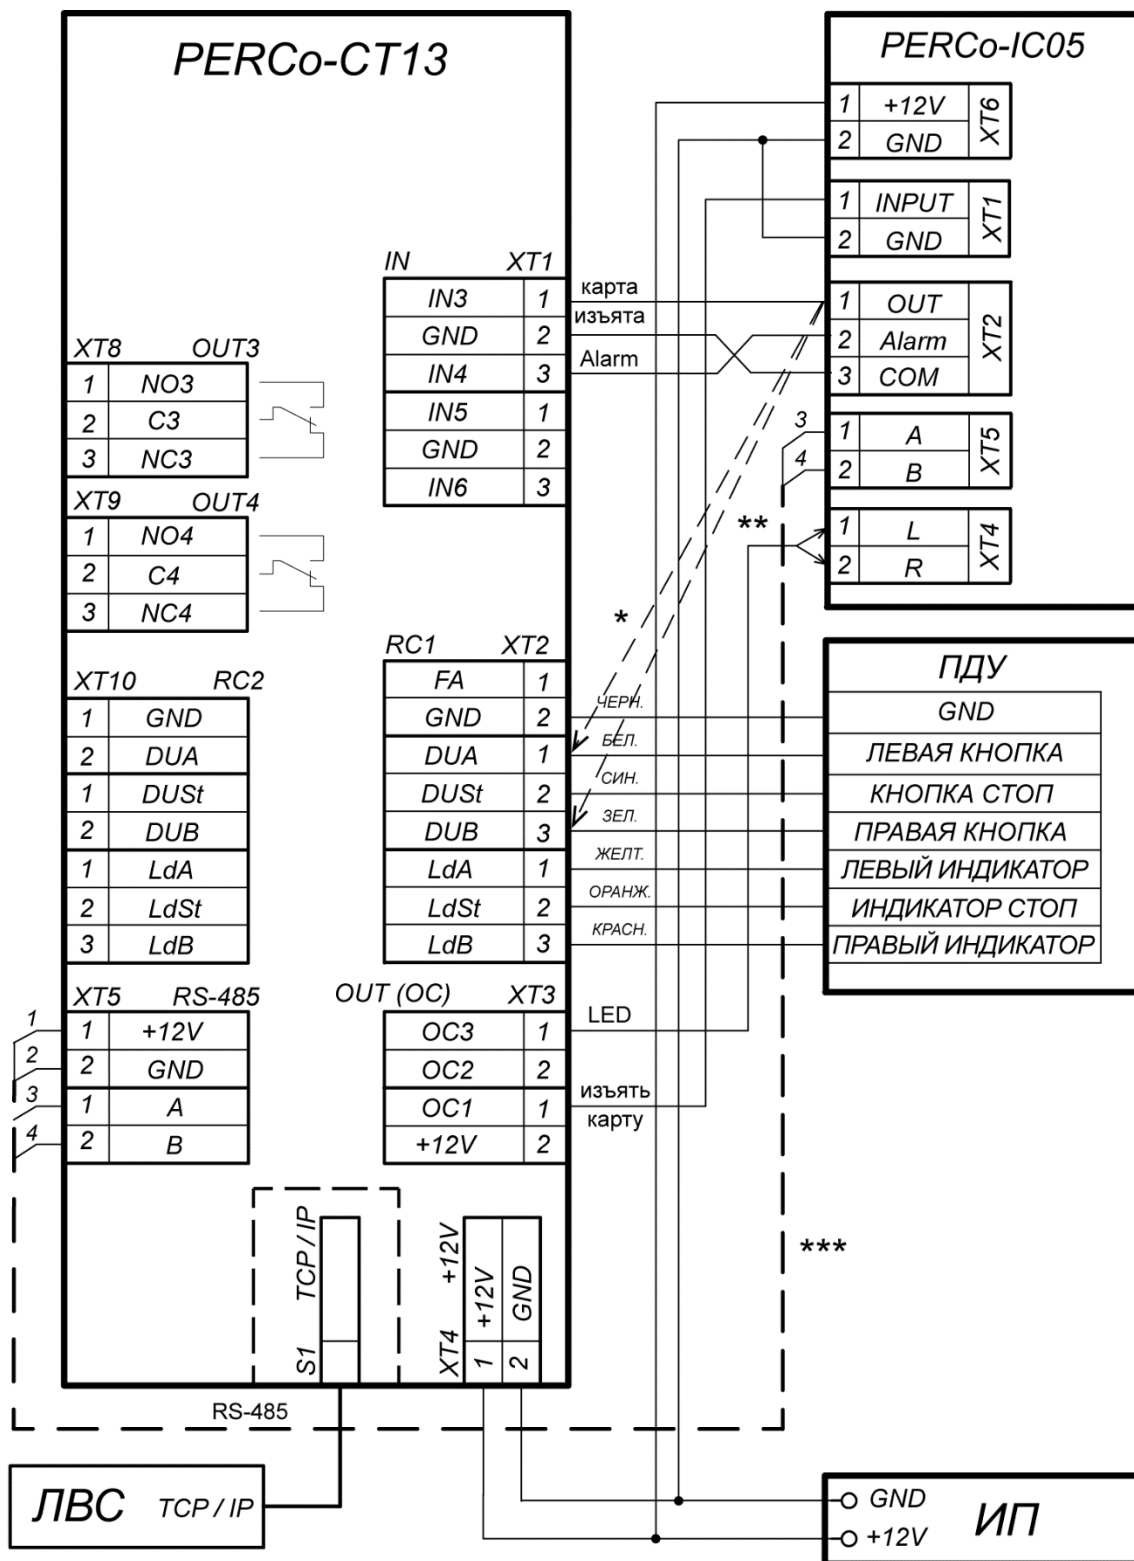 PERCo-CT13
PERCo-IC05
1 +12V
2 GND
XT6
1 INPUT
2 GND
XT1
1 OUT
2 Alarm
3 COM
XT2
1 A
2 B
XT5
3
4
1 L
2 R
XT4
**
IN XT1
IN3 1
GND 2
IN4 3
IN5 1
GND 2
IN6 3
карта
изъята
Alarm
XT8 OUT3
1 NO3
2 C3
3 NC3
XT9 OUT4
1 NO4
2 C4
3 NC4
*
XT10 RC2
1 GND
2 DUA
1 DUSt
2 DUB
1 LdA
2 LdSt
3 LdB
RC1 XT2
FA 1
GND 2
DUA 1
DUSt 2
DUB 3
LdA 1
LdSt 2
LdB 3
ЧЕРН.
БЕЛ.
СИН.
ЗЕЛ.
ЖЕЛТ.
ОРАНЖ.
КРАСН.
ПДУ
GND
ЛЕВАЯ КНОПКА
КНОПКА СТОП
ПРАВАЯ КНОПКА
ЛЕВЫЙ ИНДИКАТОР
ИНДИКАТОР СТОП
ПРАВЫЙ ИНДИКАТОР
XT5 RS-485
1 1 +12V
2 2 GND
3 1 A
4 2 B
OUT (OC) XT3
OC3 1
OC2 2
OC1 1
+12V 2
LED
изъять
карту
***
S1 TCP / IP
XT4 +12V
1 +12V
2 GND
RS-485
ЛВС TCP / IP
GND
+12V
ИП